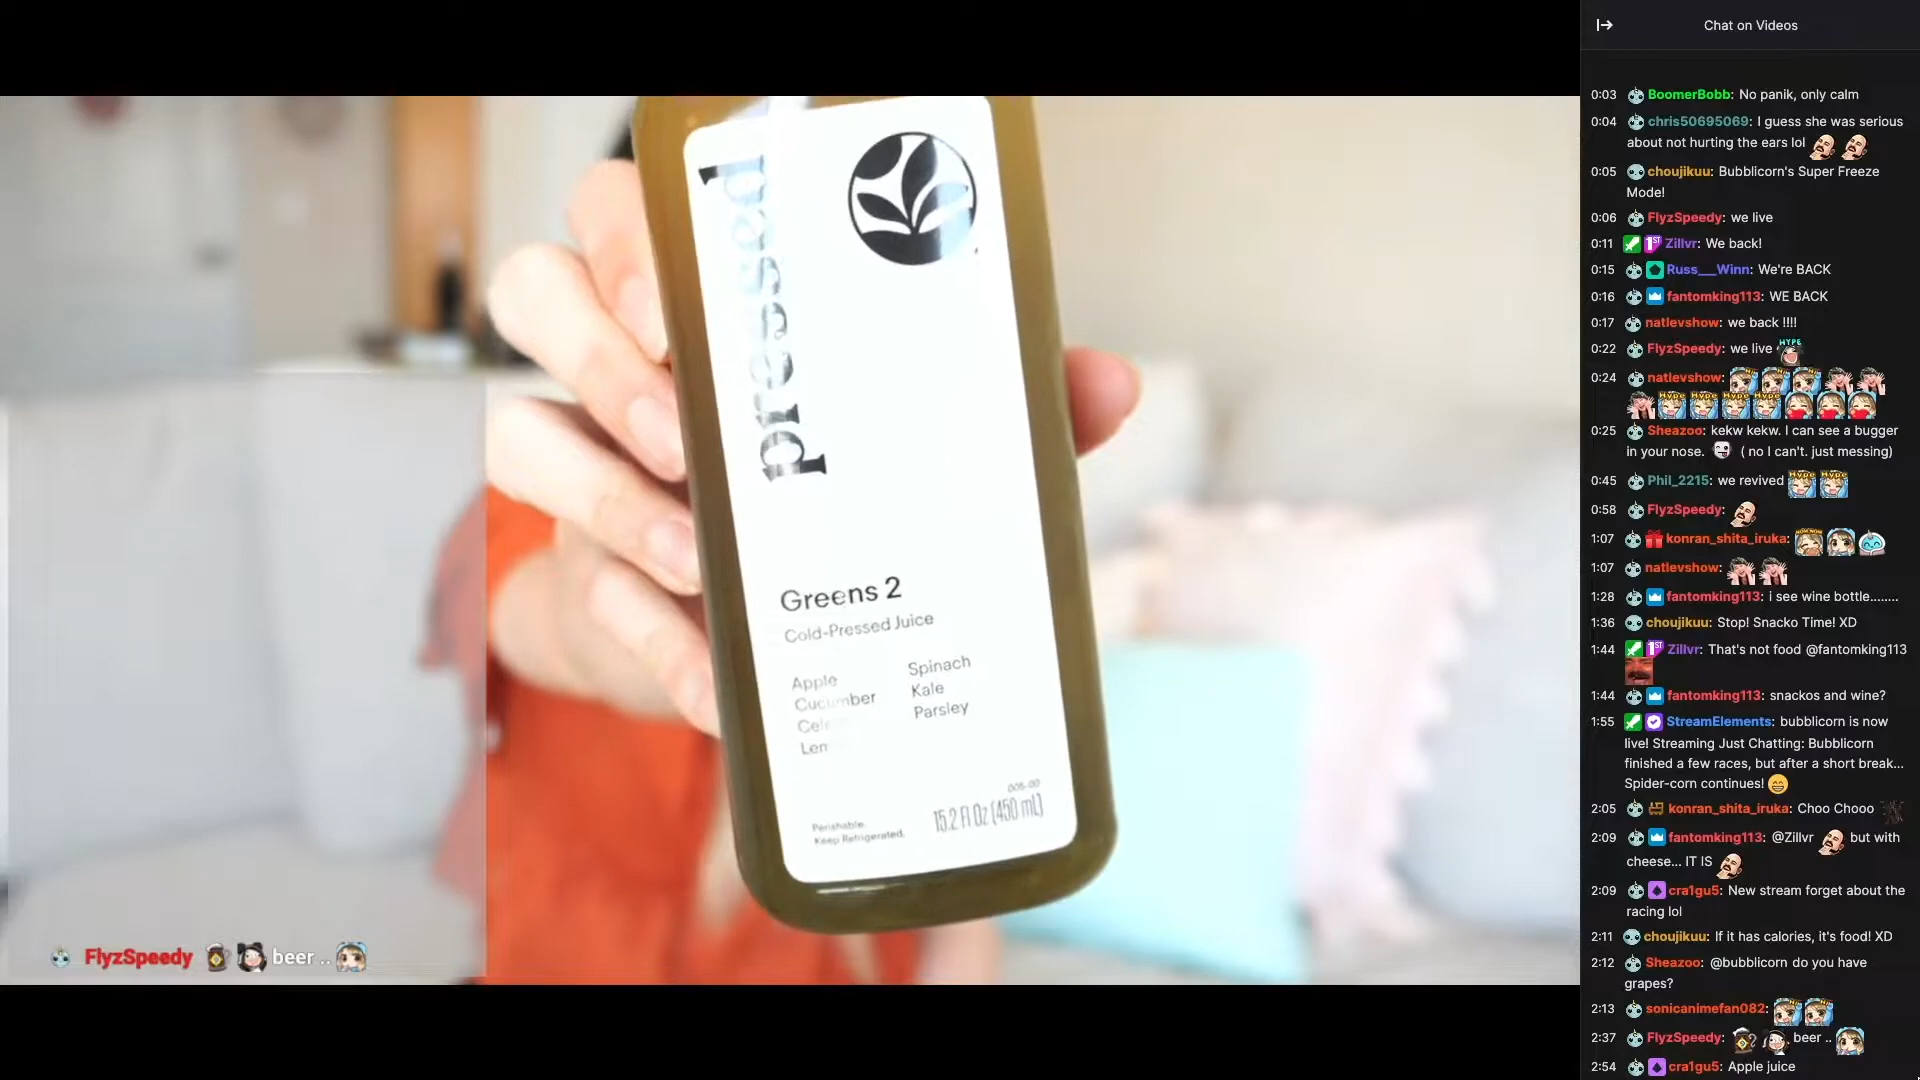 pressed
Greens 2
Cold-Pressed Juice
Apple
Cucumber
Spinach
Kale
Parsley
005-00
15.2 Fl Oz (450 mL)
Perishable.
Keep Refrigerated.
FlyzSpeedy beer ..
Chat on Videos
0:03 BoomerBobb: No panik, only calm
0:04 chris50695069: I guess she was serious
about not hurting the ears lol
0:05 choujikuu: Bubblicorn's Super Freeze
Mode!
0:06 FlyzSpeedy: we live
0:11 1ST Zillvr: We back!
0:15 Russ___Winn: We're BACK
0:16 fantomking113: WE BACK
0:17 natlevshow: we back !!!!
0:22 FlyzSpeedy: we live HYPE
0:24 natlevshow:
0:25 Sheazoo: kekw kekw. I can see a bugger
in your nose. ( no I can't. just messing)
0:45 Phil_2215: we revived
0:58 FlyzSpeedy:
1:07 konran_shita_iruka:
1:07 natlevshow:
1:28 fantomking113: i see wine bottle........
1:36 choujikuu: Stop! Snacko Time! XD
1:44 1ST Zillvr: That's not food @fantomking113
1:44 fantomking113: snackos and wine?
1:55 StreamElements: bubblicorn is now
live! Streaming Just Chatting: Bubblicorn
finished a few races, but after a short break...
Spider-corn continues!
2:05 konran_shita_iruka: Choo Chooo
2:09 fantomking113: @Zillvr but with
cheese... IT IS
2:09 cra1gu5: New stream forget about the
racing lol
2:11 choujikuu: If it has calories, it's food! XD
2:12 Sheazoo: @bubblicorn do you have
grapes?
2:13 sonicanimefan082:
2:37 FlyzSpeedy: beer ..
2:54 cra1gu5: Apple juice